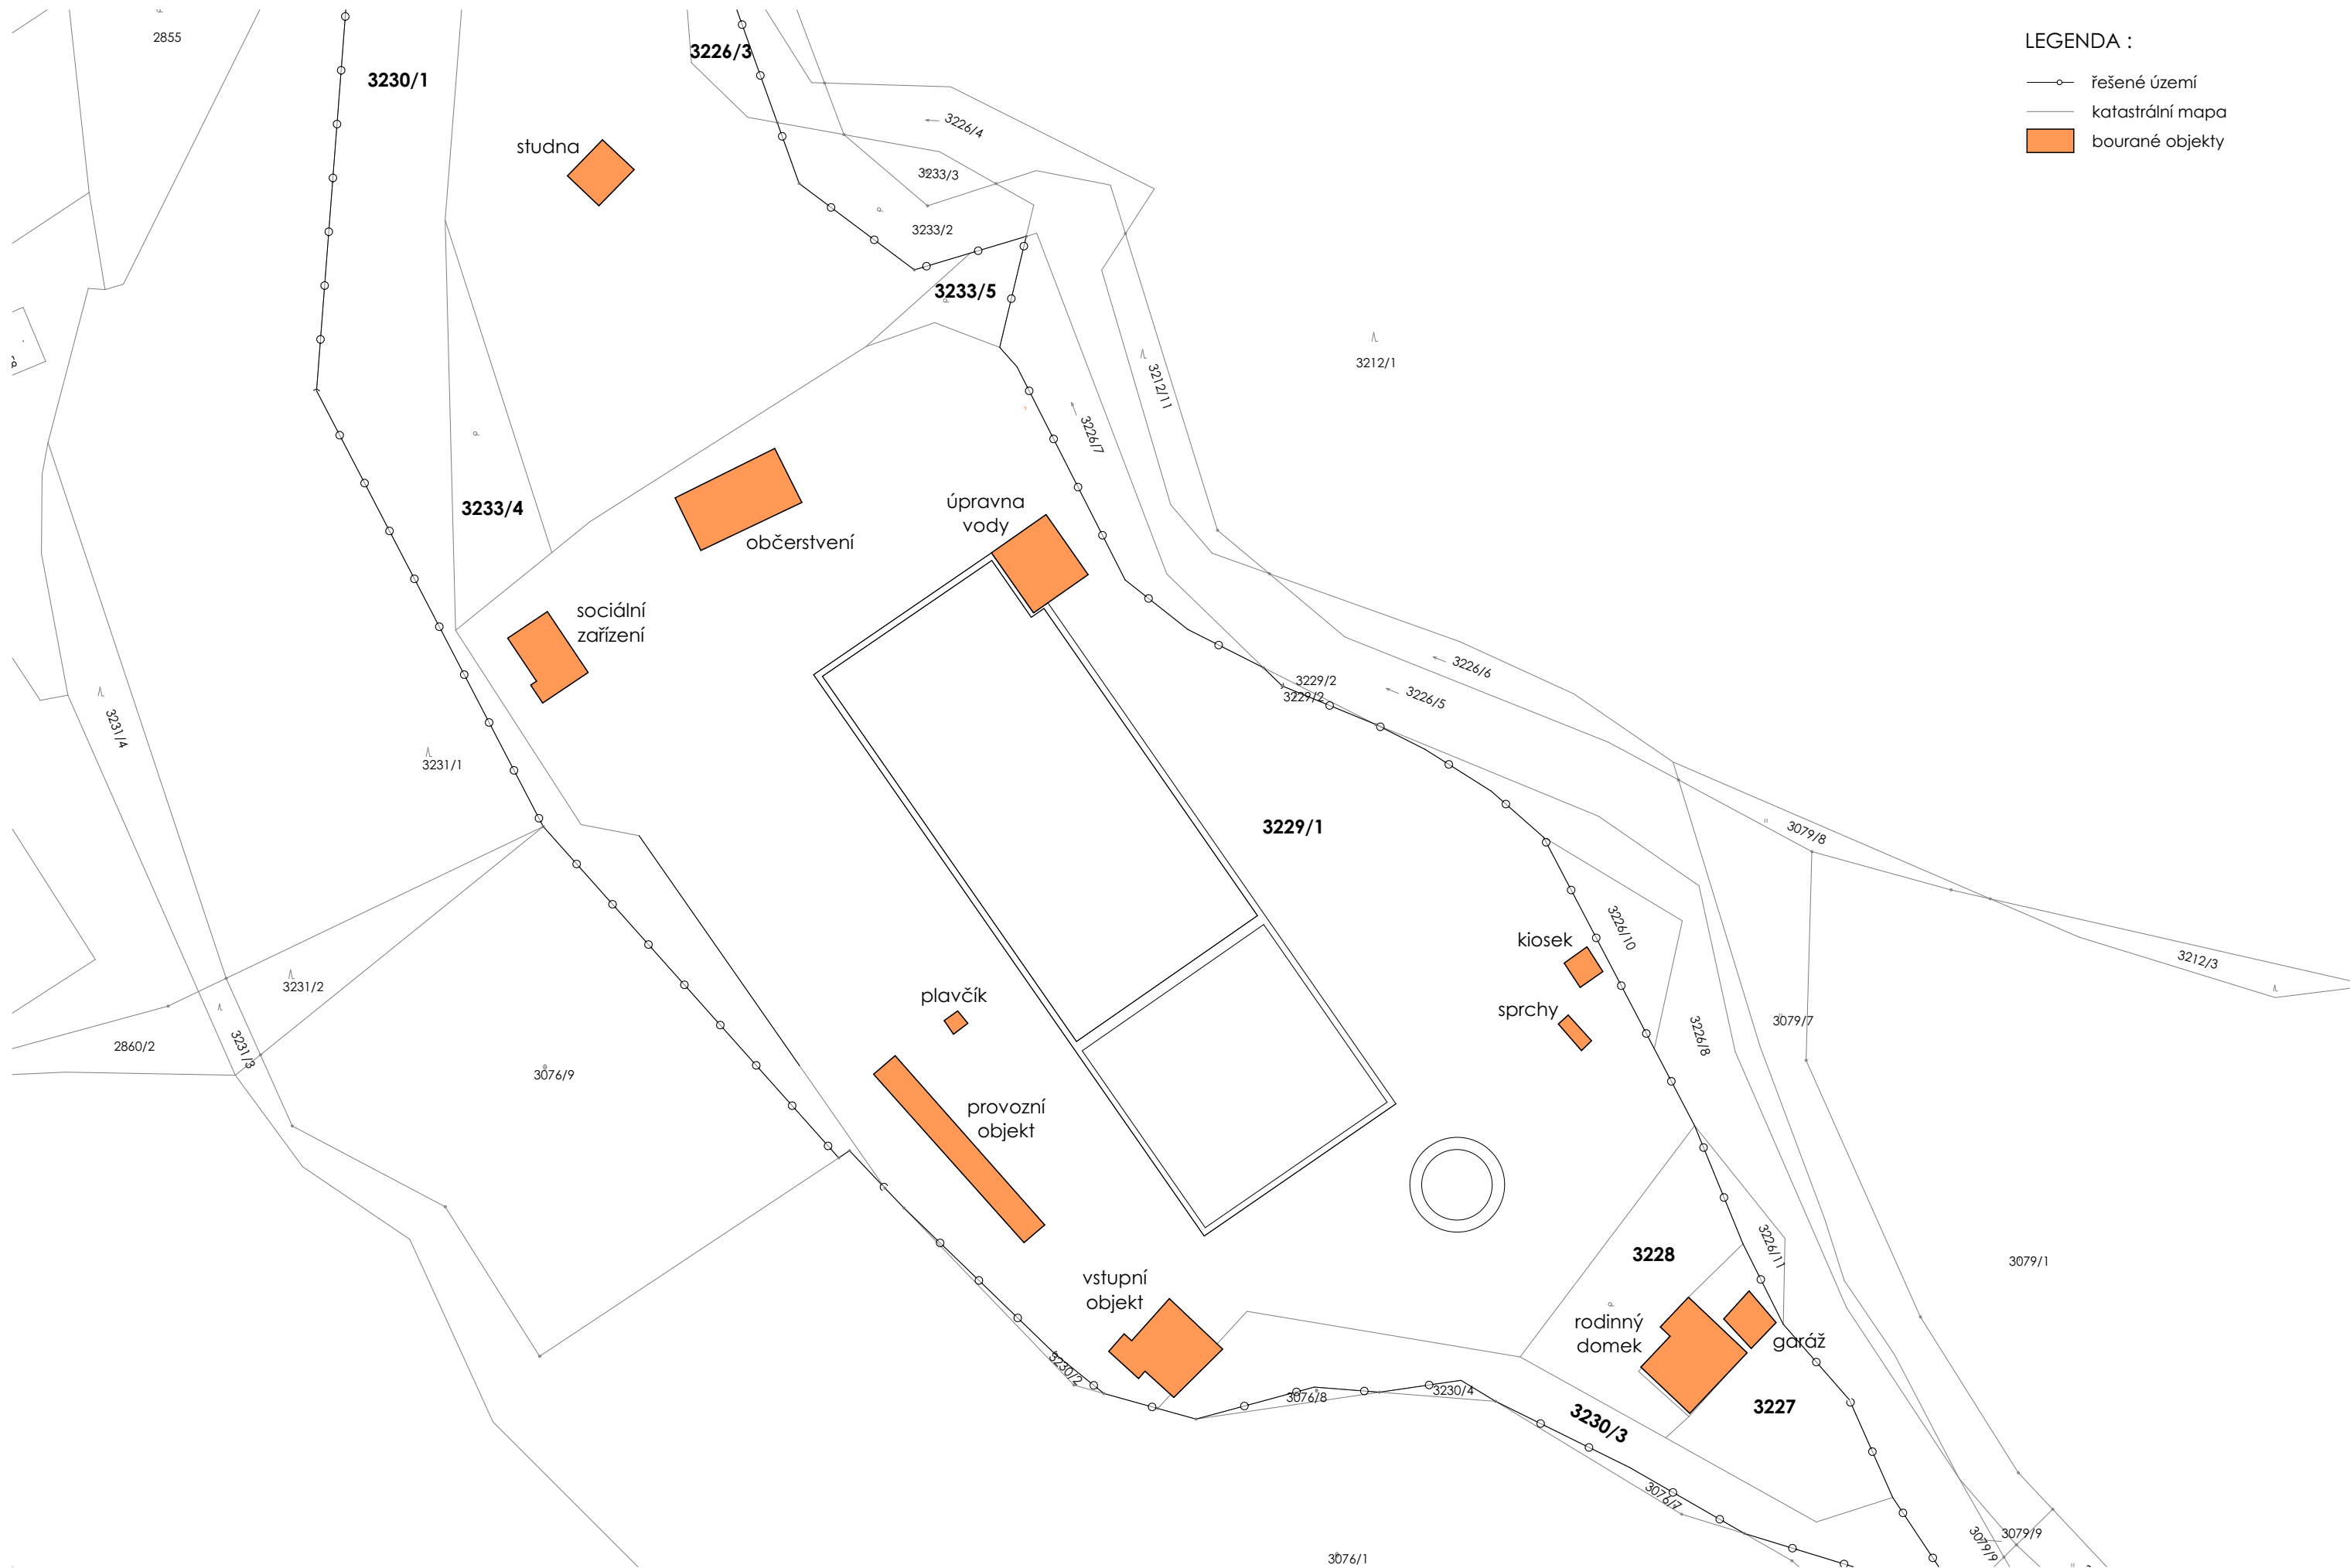 2855
3230/1
3226/3
LEGENDA :
řešené území
katastrální mapa
bourané objekty
3226/4
studna
3233/3
3233/2
3233/5
3212/1
3212/11
3226/7
3233/4
úpravna
vody
občerstvení
sociální
zařízení
3226/6
3229/2
3229/2
3226/5
3231/4
3231/1
3229/1
3079/8
3226/10
kiosek
3212/3
3231/2
plavčík
sprchy
3079/7
3226/8
2860/2
3231/3
3076/9
provozní
objekt
3226/11
3228
3079/1
vstupní
objekt
rodinný
domek
garáž
3230/2
3076/8
3230/4
3227
3230/3
3076/7
3079/9
3079/9
3076/1